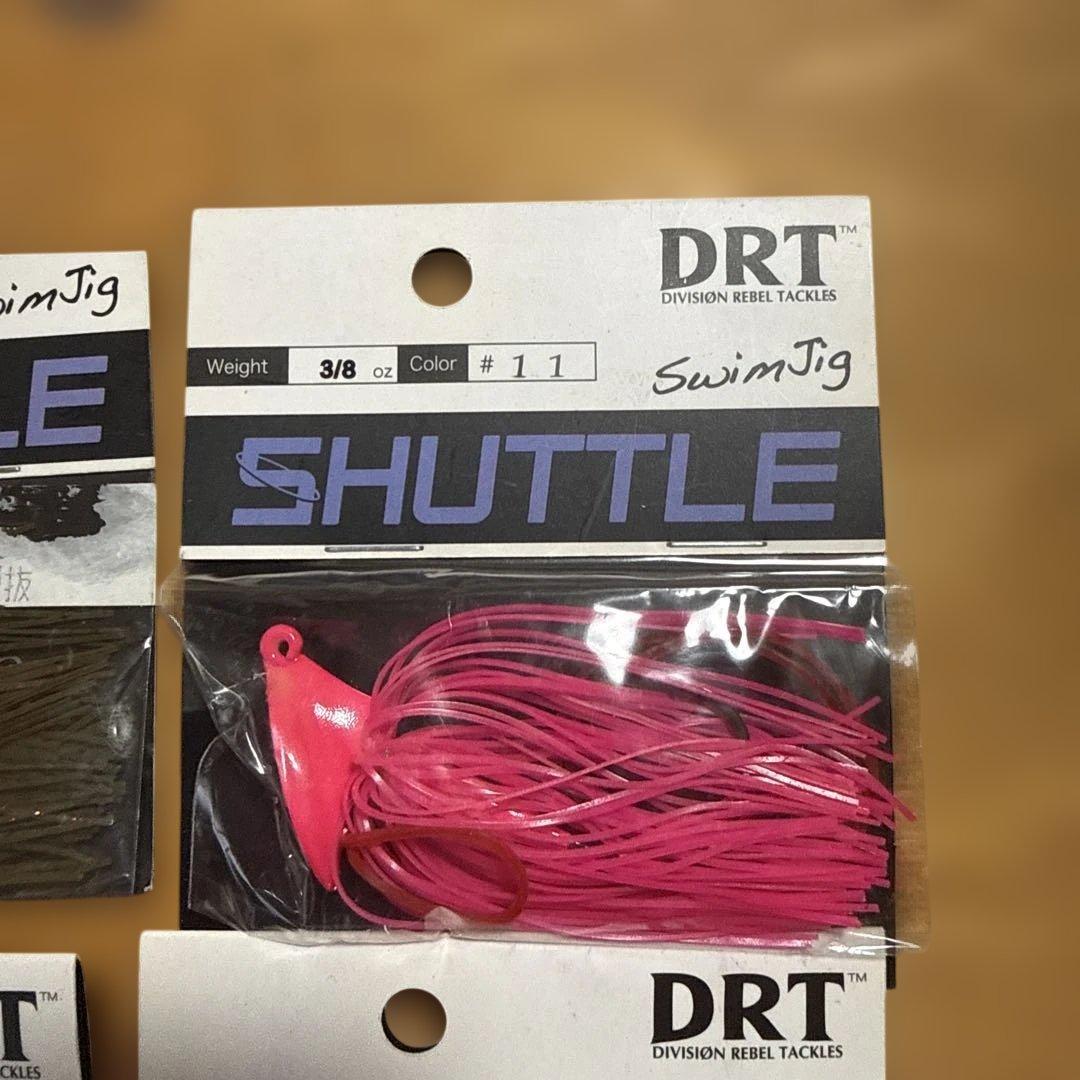 DRT™
DIVISIØN REBEL TACKLES
Weight 3/8 oz Color # 11
SwimJig
SHUTTLE
SwimJig
LE
抜
DRT™
DIVISIØN REBEL TACKLES
T™
CKLES